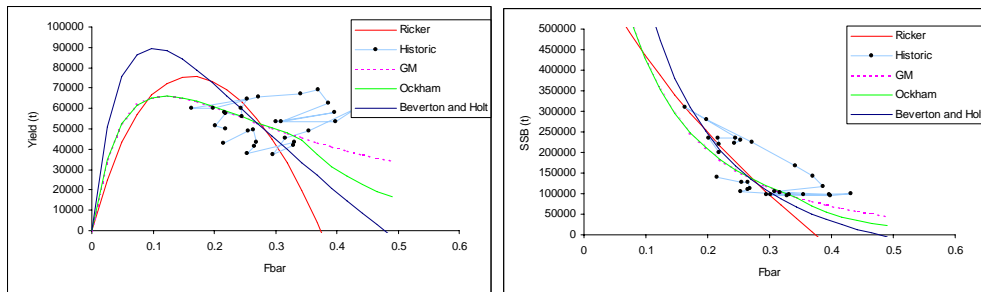 100000
90000
80000
70000
60000
50000
40000
30000
20000
10000
0
Yield (t)
0
0.1
0.2
0.3
0.4
0.5
0.6
Fbar
Ricker
Historic
GM
Ockham
Beverton and Holt
500000
450000
400000
350000
300000
250000
200000
150000
100000
50000
0
SSB (t)
0
0.1
0.2
0.3
0.4
0.5
0.6
Fbar
Ricker
Historic
GM
Ockham
Beverton and Hol